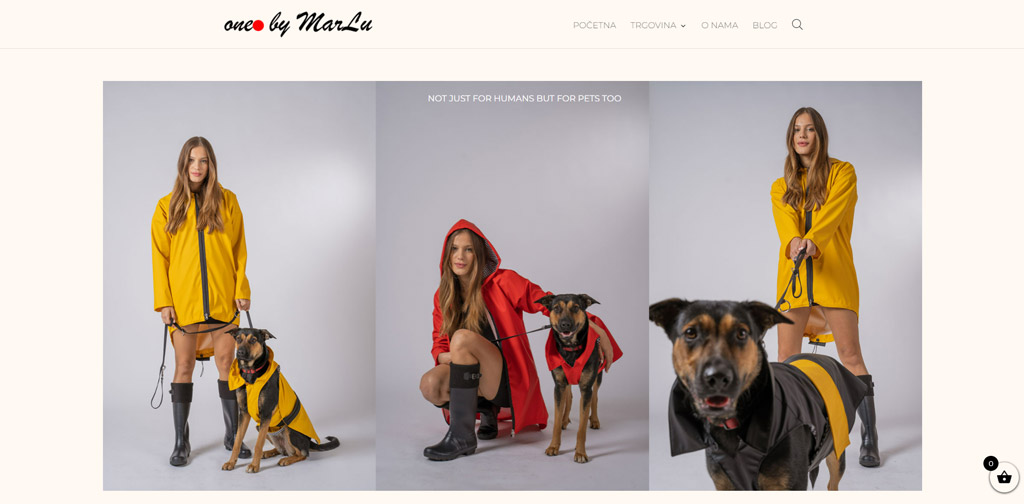 one by MarLu
POČETNA
TRGOVINA
O NAMA
BLOG
NOT JUST FOR HUMANS BUT FOR PETS TOO
0